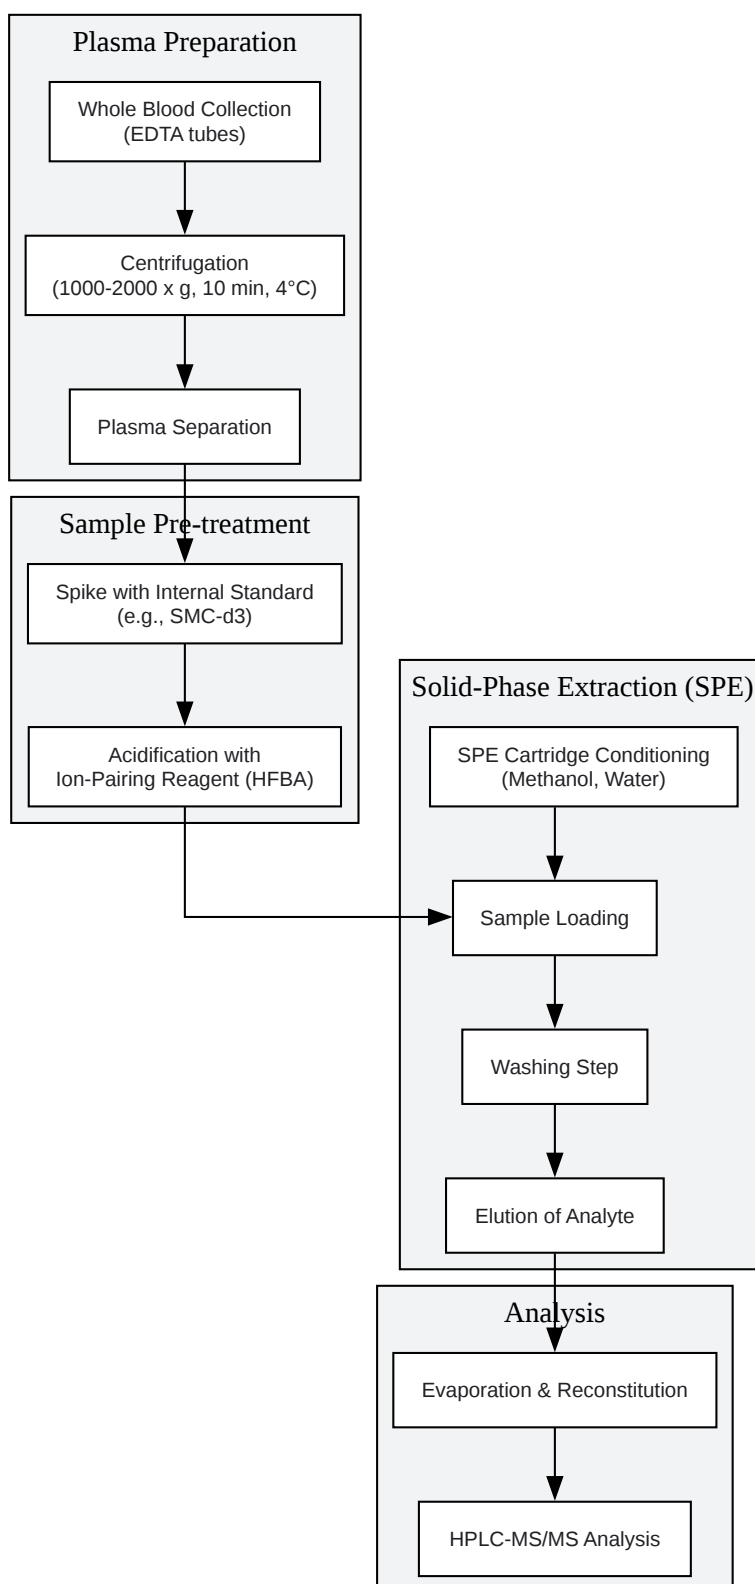 Plasma Preparation
Whole Blood Collection
(EDTA tubes)
Centrifugation
(1000-2000 x g, 10 min, 4°C)
Plasma Separation
Sample Pre-treatment
Spike with Internal Standard
(e.g., SMC-d3)
Acidification with
Ion-Pairing Reagent (HFBA)
Solid-Phase Extraction (SPE)
SPE Cartridge Conditioning
(Methanol, Water)
Sample Loading
Washing Step
Elution of Analyte
Analysis
Evaporation & Reconstitution
HPLC-MS/MS Analysis